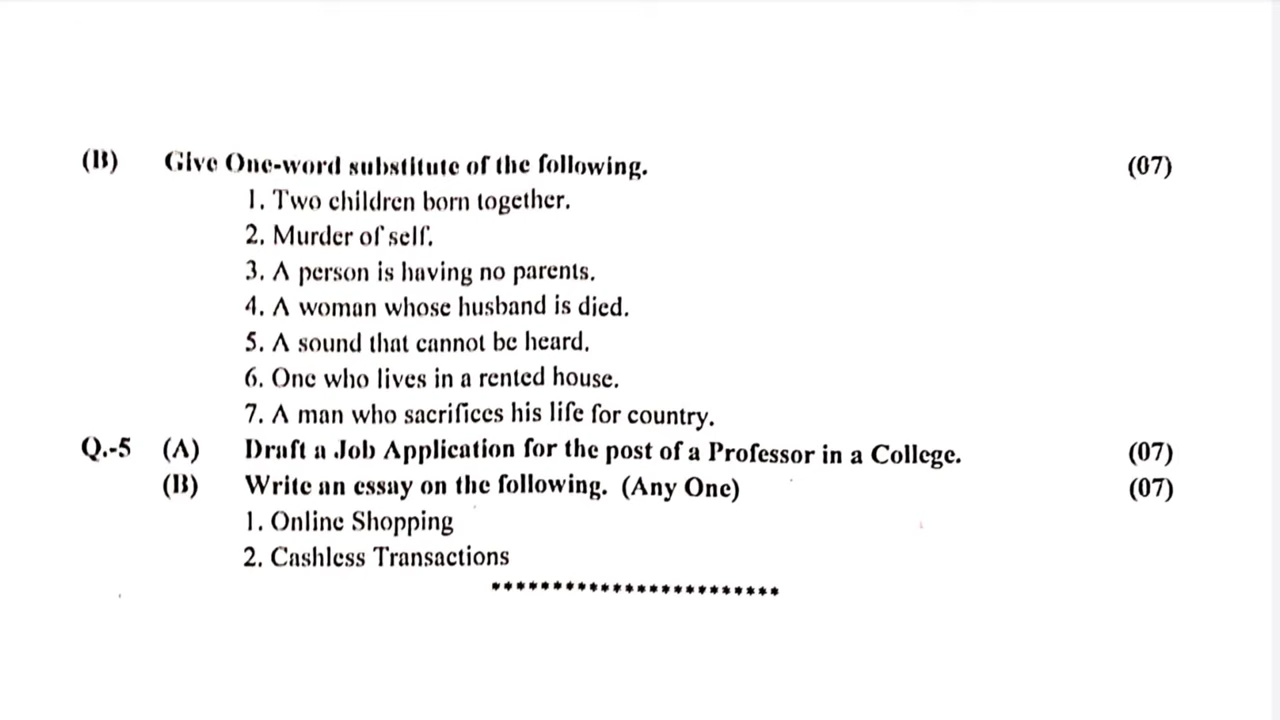 (B) Give One-word substitute of the following. (07)
1. Two children born together.
2. Murder of self.
3. A person is having no parents.
4. A woman whose husband is died.
5. A sound that cannot be heard.
6. One who lives in a rented house.
7. A man who sacrifices his life for country.
Q.-5 (A) Draft a Job Application for the post of a Professor in a College. (07)
(B) Write an essay on the following. (Any One) (07)
1. Online Shopping
2. Cashless Transactions
************************